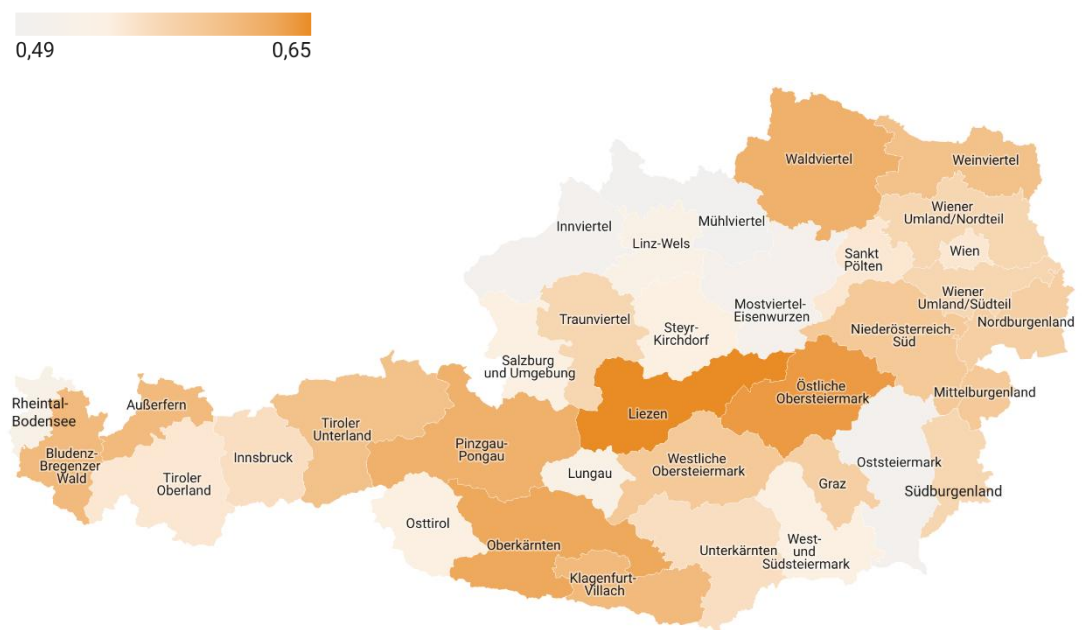 0,49
0,65
Waldviertel
Weinviertel
Wiener
Umland/Nordteil
Innviertel
Mühlviertel
Linz-Wels
Sankt
Pölten
Wien
Wiener
Umland/Südteil
Mostviertel-
Eisenwurzen
Traunviertel
Steyr-
Kirchdorf
Niederösterreich-
Süd
Nordburgenland
Salzburg
und Umgebung
Östliche
Obersteiermark
Mittelburgenland
Rheintal-
Bodensee
Außerfern
Liezen
Tiroler
Unterland
Pinzgau-
Pongau
Bludenz-
Bregenzer
Wald
Innsbruck
Westliche
Obersteiermark
Oststeiermark
Tiroler
Oberland
Lungau
Graz
Südburgenland
Osttirol
Oberkärnten
Unterkärnten
West-
und
Südsteiermark
Klagenfurt-
Villach